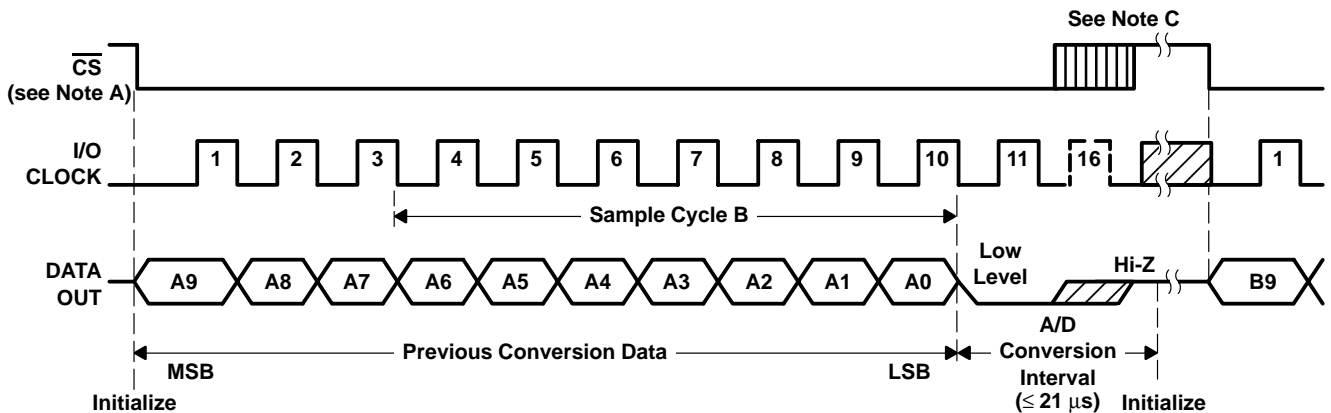 See Note C
CS
(see Note A)
I/O
CLOCK
1 2 3 4 5 6 7 8 9 10 11 16 1
Sample Cycle B
DATA
OUT
A9 A8 A7 A6 A5 A4 A3 A2 A1 A0
Low
Level
Hi-Z
B9
Previous Conversion Data
MSB
LSB
A/D
Conversion
Interval
(≤ 21 μs)
Initialize
Initialize